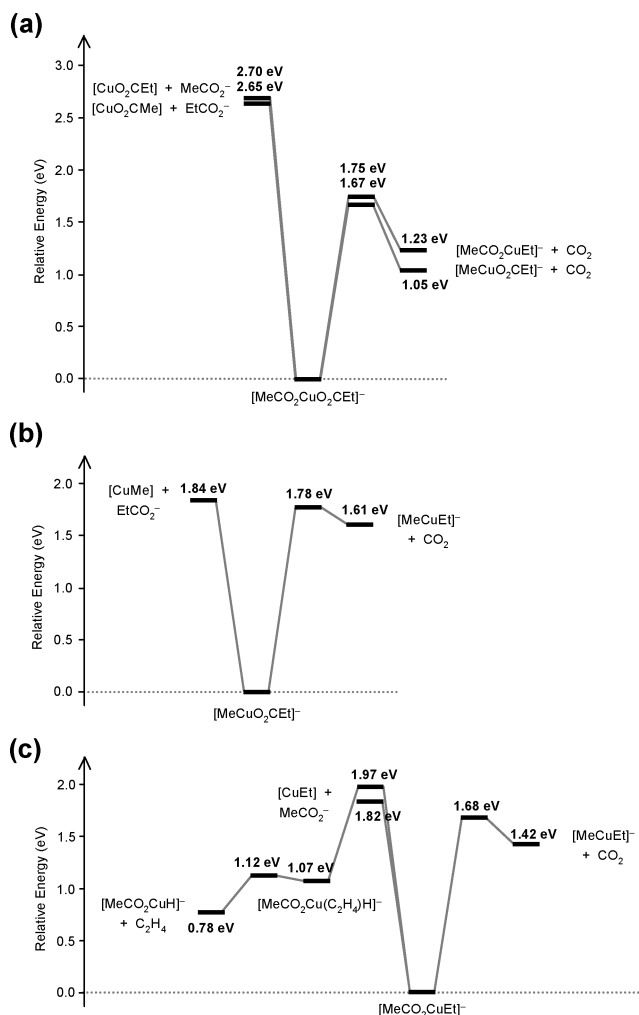 (a)
3.0
2.5
2.0
1.5
1.0
0.5
0.0
Relative Energy (eV)
[CuO₂CEt] + MeCO₂⁻
[CuO₂CMe] + EtCO₂⁻
2.70 eV
2.65 eV
1.75 eV
1.67 eV
1.23 eV
1.05 eV
[MeCO₂CuEt]⁻ + CO₂
[MeCuO₂CEt]⁻ + CO₂
[MeCO₂CuO₂CEt]⁻
(b)
2.0
1.5
1.0
0.5
0.0
Relative Energy (eV)
[CuMe] +
EtCO₂⁻
1.84 eV
1.78 eV
1.61 eV
[MeCuEt]⁻
+ CO₂
[MeCuO₂CEt]⁻
(c)
2.0
1.5
1.0
0.5
0.0
Relative Energy (eV)
[CuEt] +
MeCO₂⁻
1.97 eV
1.82 eV
1.68 eV
1.42 eV
[MeCuEt]⁻
+ CO₂
1.12 eV
1.07 eV
[MeCO₂CuH]⁻
+ C₂H₄
0.78 eV
[MeCO₂Cu(C₂H₄)H]⁻
[MeCO₂CuEt]⁻